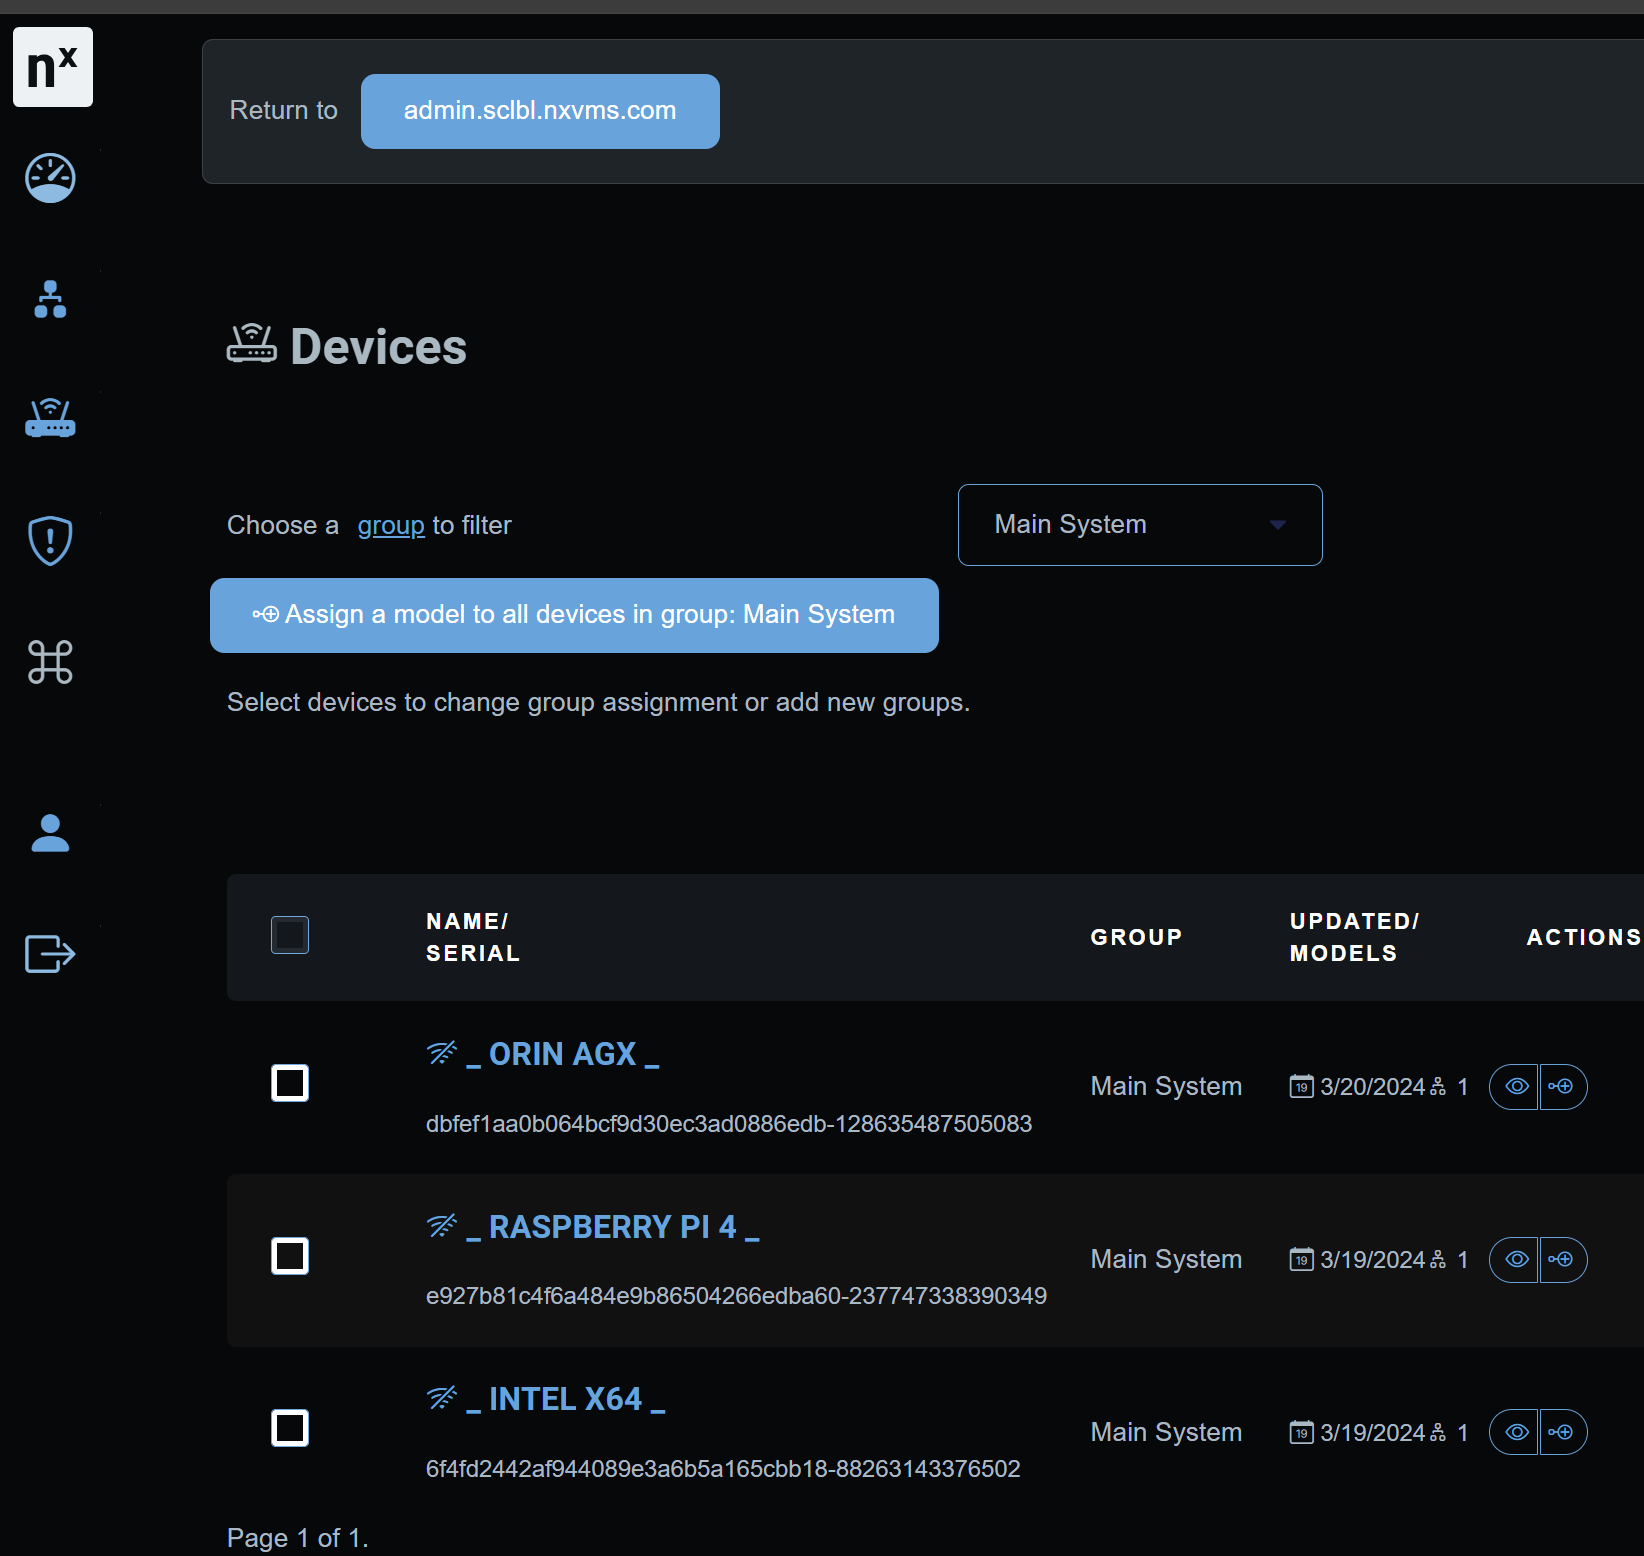 nx
Return to admin.sclbl.nxvms.com
Devices
Choose a group to filter
Main System
Assign a model to all devices in group: Main System
Select devices to change group assignment or add new groups.
NAME/
SERIAL
GROUP
UPDATED/
MODELS
ACTIONS
_ ORIN AGX _
dbfef1aa0b064bcf9d30ec3ad0886edb-128635487505083
Main System
19 3/20/2024 1
_ RASPBERRY PI 4 _
e927b81c4f6a484e9b86504266edba60-237747338390349
Main System
19 3/19/2024 1
_ INTEL X64 _
6f4fd2442af944089e3a6b5a165cbb18-88263143376502
Main System
19 3/19/2024 1
Page 1 of 1.